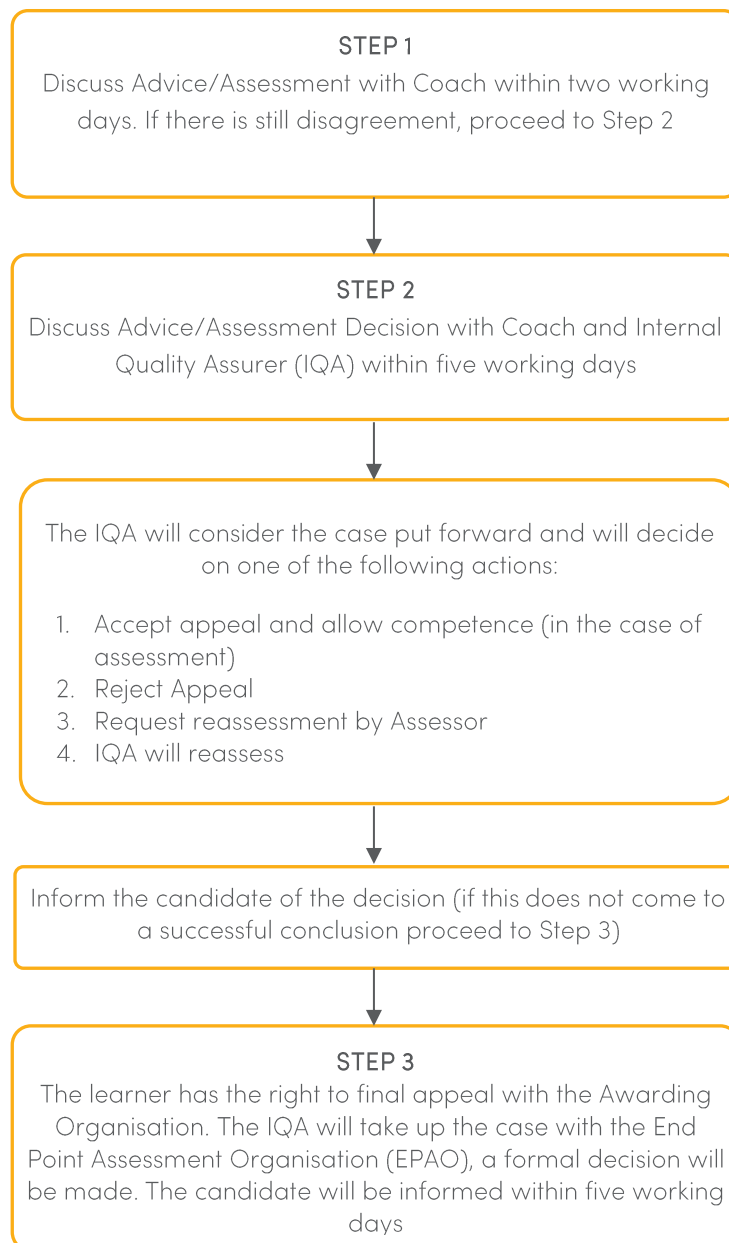 STEP 1
Discuss Advice/Assessment with Coach within two working
days. If there is still disagreement, proceed to Step 2
STEP 2
Discuss Advice/Assessment Decision with Coach and Internal
Quality Assurer (IQA) within five working days
The IQA will consider the case put forward and will decide
on one of the following actions:
1. Accept appeal and allow competence (in the case of
assessment)
2. Reject Appeal
3. Request reassessment by Assessor
4. IQA will reassess
Inform the candidate of the decision (if this does not come to
a successful conclusion proceed to Step 3)
STEP 3
The learner has the right to final appeal with the Awarding
Organisation. The IQA will take up the case with the End
Point Assessment Organisation (EPAO), a formal decision will
be made. The candidate will be informed within five working
days